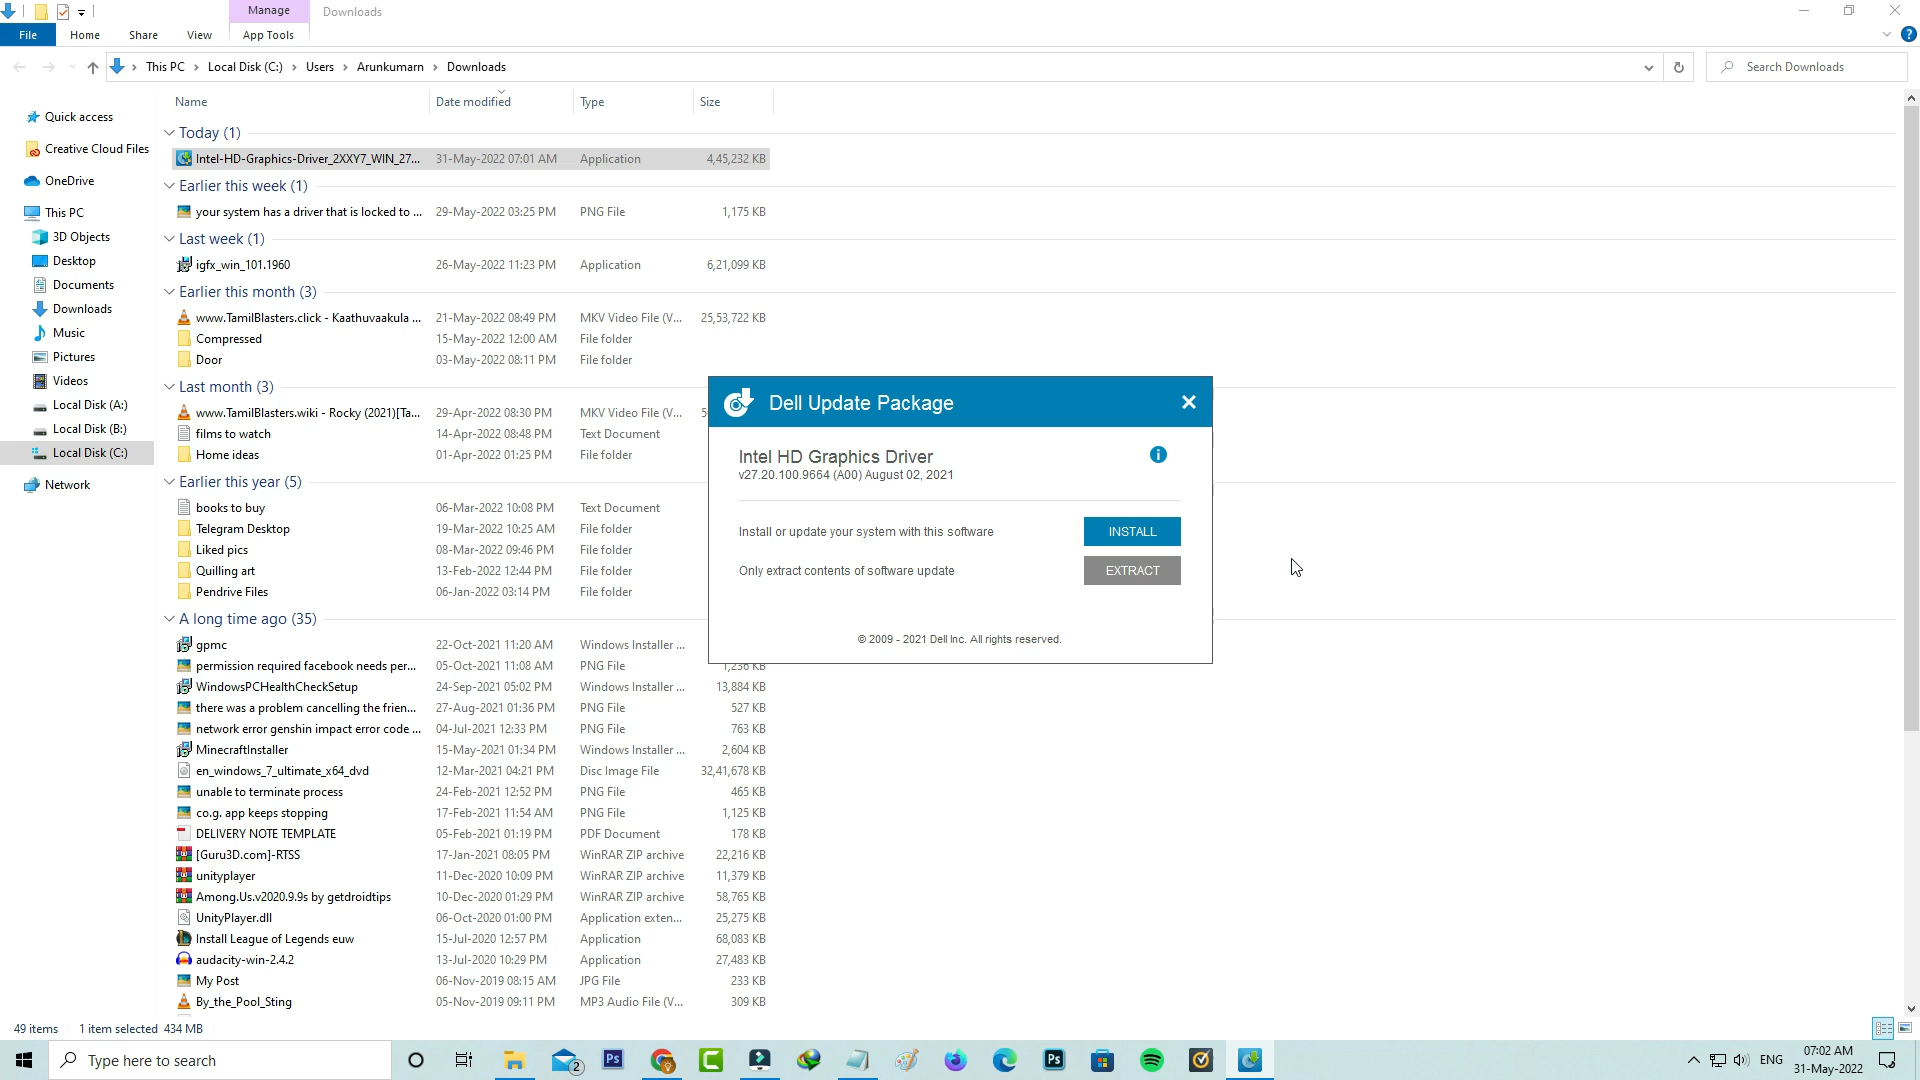 Manage
Downloads
File
Home
Share
View
App Tools
This PC
Local Disk (C:)
Users
Arunkumarn
Downloads
Search Downloads
Name
Date modified
Type
Size
Quick access
Creative Cloud Files
OneDrive
This PC
3D Objects
Desktop
Documents
Downloads
Music
Pictures
Videos
Local Disk (A:)
Local Disk (B:)
Local Disk (C:)
Network
Today (1)
Intel-HD-Graphics-Driver_2XXY7_WIN_27... 31-May-2022 07:01 AM Application 4,45,232 KB
Earlier this week (1)
your system has a driver that is locked to ... 29-May-2022 03:25 PM PNG File 1,175 KB
Last week (1)
igfx_win_101.1960 26-May-2022 11:23 PM Application 6,21,099 KB
Earlier this month (3)
www.TamilBlasters.click - Kaathuvaakula ... 21-May-2022 08:49 PM MKV Video File (V... 25,53,722 KB
Compressed 15-May-2022 12:00 AM File folder
Door 03-May-2022 08:11 PM File folder
Last month (3)
www.TamilBlasters.wiki - Rocky (2021)[Ta... 29-Apr-2022 08:30 PM MKV Video File (V...
films to watch 14-Apr-2022 08:48 PM Text Document
Home ideas 01-Apr-2022 01:25 PM File folder
Earlier this year (5)
books to buy 06-Mar-2022 10:08 PM Text Document
Telegram Desktop 19-Mar-2022 10:25 AM File folder
Liked pics 08-Mar-2022 09:46 PM File folder
Quilling art 13-Feb-2022 12:44 PM File folder
Pendrive Files 06-Jan-2022 03:14 PM File folder
A long time ago (35)
gpmc 22-Oct-2021 11:20 AM Windows Installer ...
permission required facebook needs per... 05-Oct-2021 11:08 AM PNG File 1,236 KB
WindowsPCHealthCheckSetup 24-Sep-2021 05:02 PM Windows Installer ... 13,884 KB
there was a problem cancelling the frien... 27-Aug-2021 01:36 PM PNG File 527 KB
network error genshin impact error code ... 04-Jul-2021 12:33 PM PNG File 763 KB
MinecraftInstaller 15-May-2021 01:34 PM Windows Installer ... 2,604 KB
en_windows_7_ultimate_x64_dvd 12-Mar-2021 04:21 PM Disc Image File 32,41,678 KB
unable to terminate process 24-Feb-2021 12:52 PM PNG File 465 KB
co.g. app keeps stopping 17-Feb-2021 11:54 AM PNG File 1,125 KB
DELIVERY NOTE TEMPLATE 05-Feb-2021 01:19 PM PDF Document 178 KB
[Guru3D.com]-RTSS 17-Jan-2021 08:05 PM WinRAR ZIP archive 22,216 KB
unityplayer 11-Dec-2020 10:09 PM WinRAR ZIP archive 11,379 KB
Among.Us.v2020.9.9s by getdroidtips 10-Dec-2020 01:29 PM WinRAR ZIP archive 58,765 KB
UnityPlayer.dll 06-Oct-2020 01:00 PM Application exten... 25,275 KB
Install League of Legends euw 15-Jul-2020 12:57 PM Application 68,083 KB
audacity-win-2.4.2 13-Jul-2020 10:29 PM Application 27,483 KB
My Post 06-Nov-2019 08:15 AM JPG File 233 KB
By_the_Pool_Sting 05-Nov-2019 09:11 PM MP3 Audio File (V... 309 KB
Dell Update Package
Intel HD Graphics Driver
v27.20.100.9664 (A00) August 02, 2021
Install or update your system with this software
INSTALL
Only extract contents of software update
EXTRACT
© 2009 - 2021 Dell Inc. All rights reserved.
49 items 1 item selected 434 MB
Type here to search
2
Ps
Ps
ENG
07:02 AM
31-May-2022